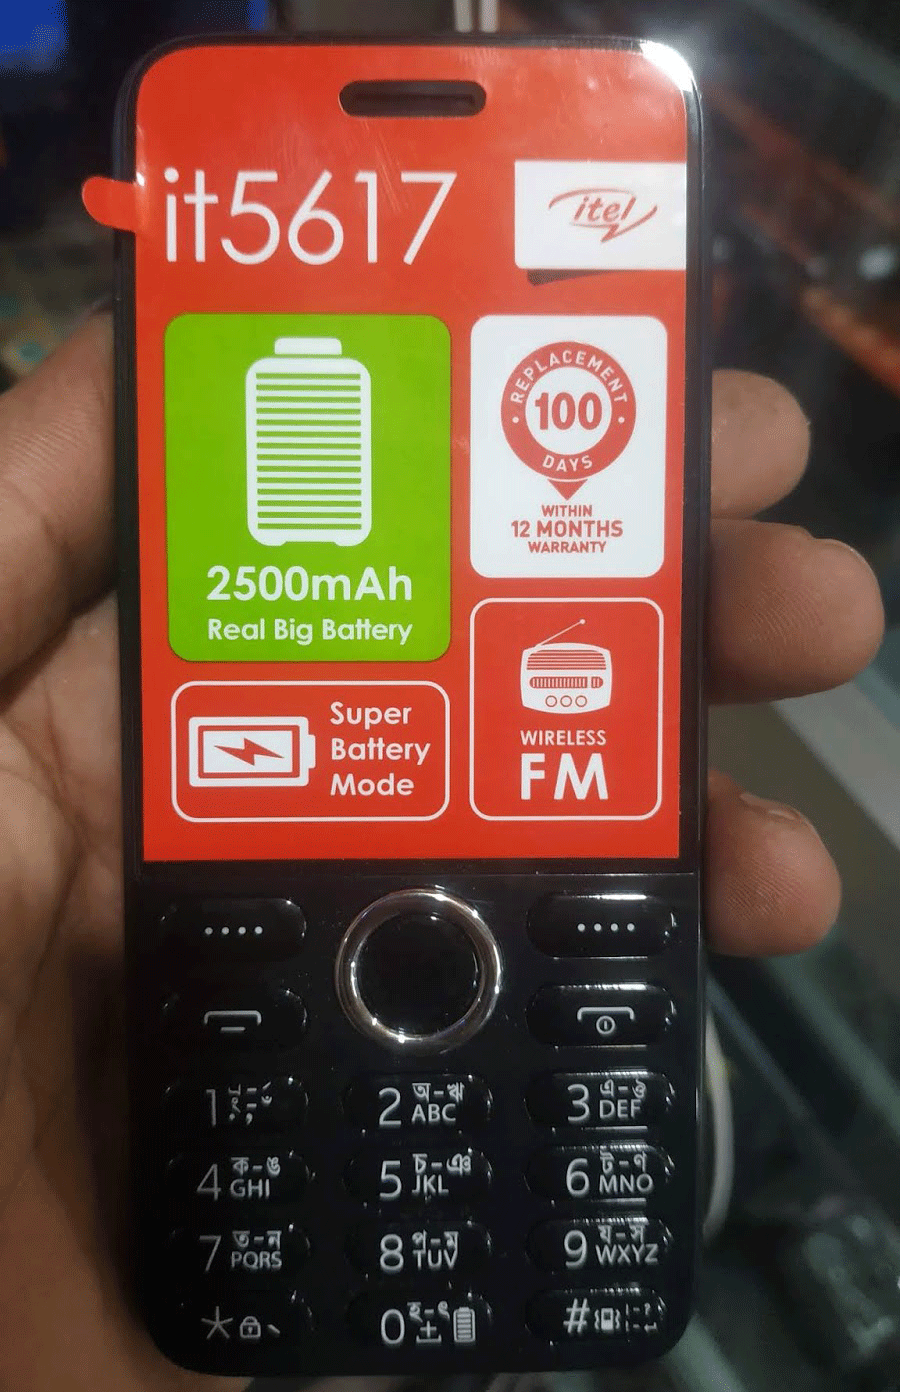 it5617
itel
REPLACEMENT
100
DAYS
WITHIN
12 MONTHS
WARRANTY
2500mAh
Real Big Battery
Super
Battery
Mode
WIRELESS
FM
1
2 অ-ঋ
ABC
3 এ-ঔ
DEF
4 ক-ঙ
GHI
5 চ-ঞ
JKL
6 ট-ণ
MNO
7 ত-ন
PQRS
8 প-ম
TUV
9 য-স
WXYZ
*
0
#